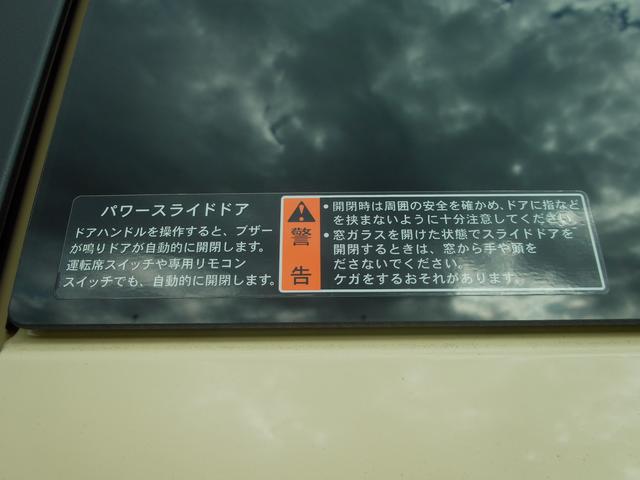 パワースライドドア
ドアハンドルを操作すると、ブザー
が鳴りドアが自動的に開閉します。
運転席スイッチや専用リモコン
スイッチでも、自動的に開閉します。
警告
•開閉時は周囲の安全を確かめ、ドアに指など
を挟まないように十分注意してください。
•窓ガラスを開けた状態でスライドドアを
開閉するときは、窓から手や頭を
ださないでください。
ケガをするおそれがあります。